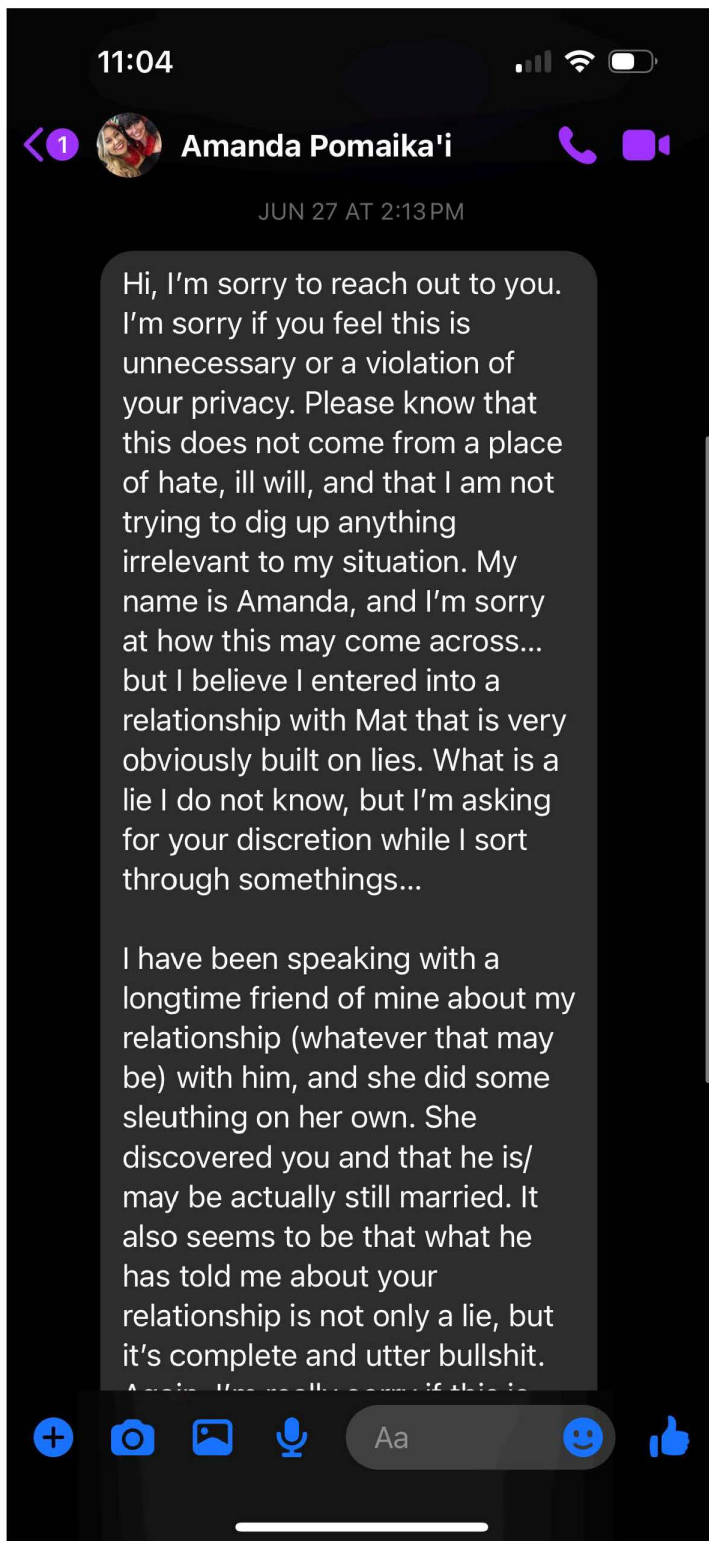 11:04
1
Amanda Pomaika'i
JUN 27 AT 2:13 PM
Hi, I’m sorry to reach out to you.
I’m sorry if you feel this is
unnecessary or a violation of
your privacy. Please know that
this does not come from a place
of hate, ill will, and that I am not
trying to dig up anything
irrelevant to my situation. My
name is Amanda, and I’m sorry
at how this may come across...
but I believe I entered into a
relationship with Mat that is very
obviously built on lies. What is a
lie I do not know, but I’m asking
for your discretion while I sort
through somethings...
I have been speaking with a
longtime friend of mine about my
relationship (whatever that may
be) with him, and she did some
sleuthing on her own. She
discovered you and that he is/
may be actually still married. It
also seems to be that what he
has told me about your
relationship is not only a lie, but
it’s complete and utter bullshit.
Again, I’m really sorry if this is
Aa